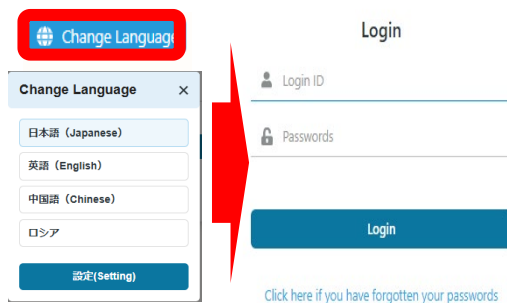 Change Language
Change Language ×
日本語 (Japanese)
英語 (English)
中国語 (Chinese)
ロシア
設定(Setting)
Login
Login ID
Passwords
Login
Click here if you have forgotten your passwords